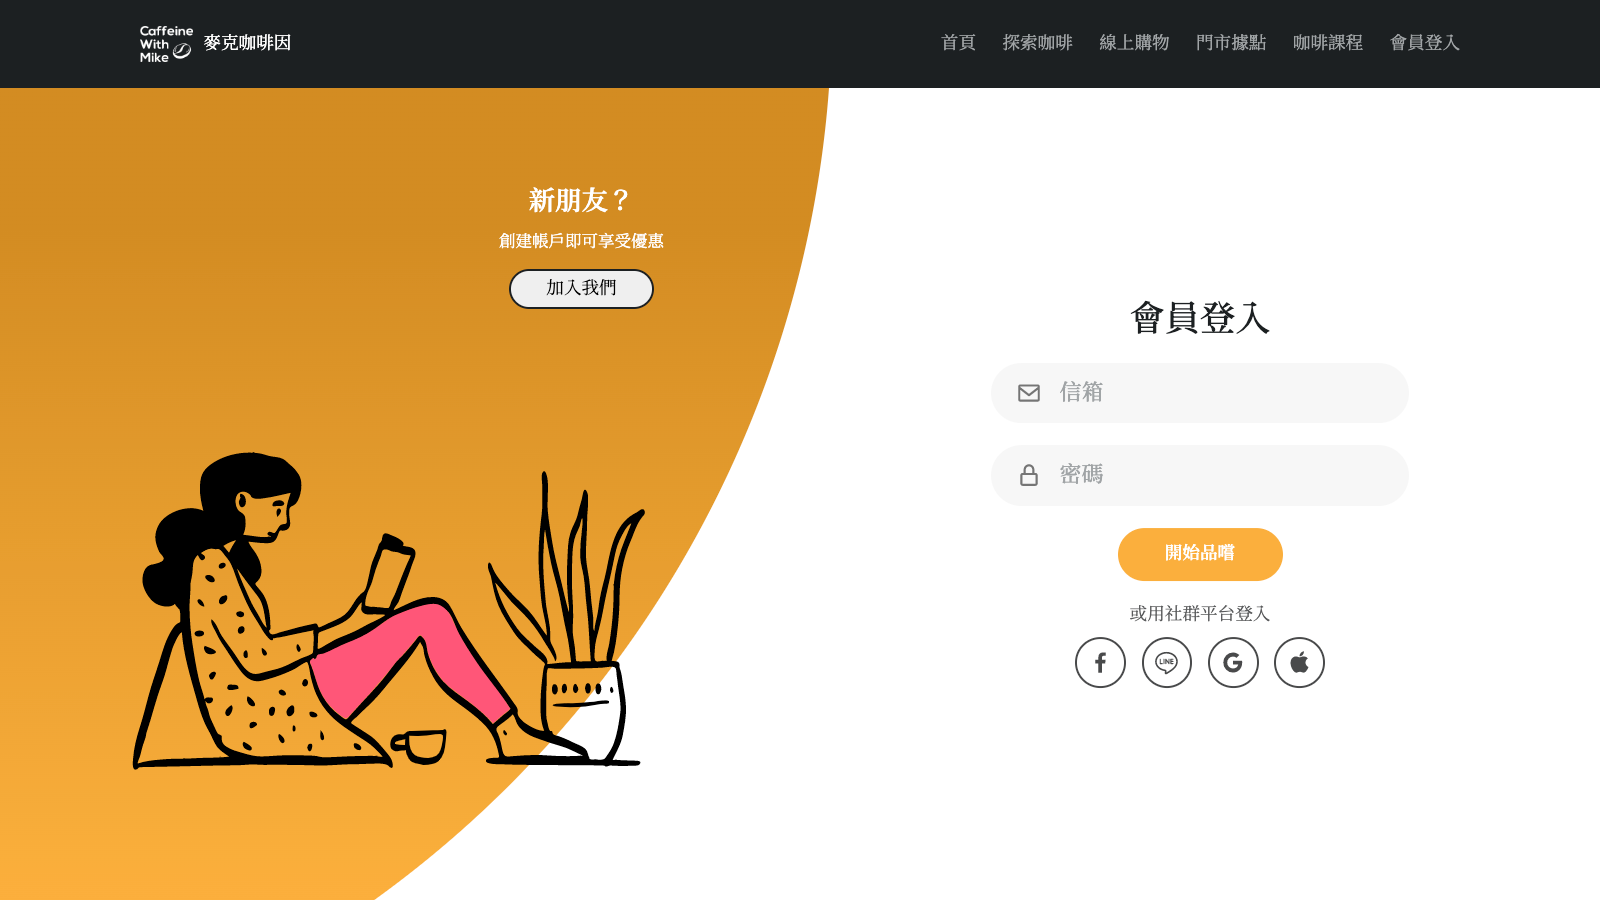 Caffeine
With
Mike
麥克咖啡因
首頁 探索咖啡 線上購物 門市據點 咖啡課程 會員登入
新朋友？
創建帳戶即可享受優惠
加入我們
會員登入
信箱
密碼
開始品嚐
或用社群平台登入
LINE